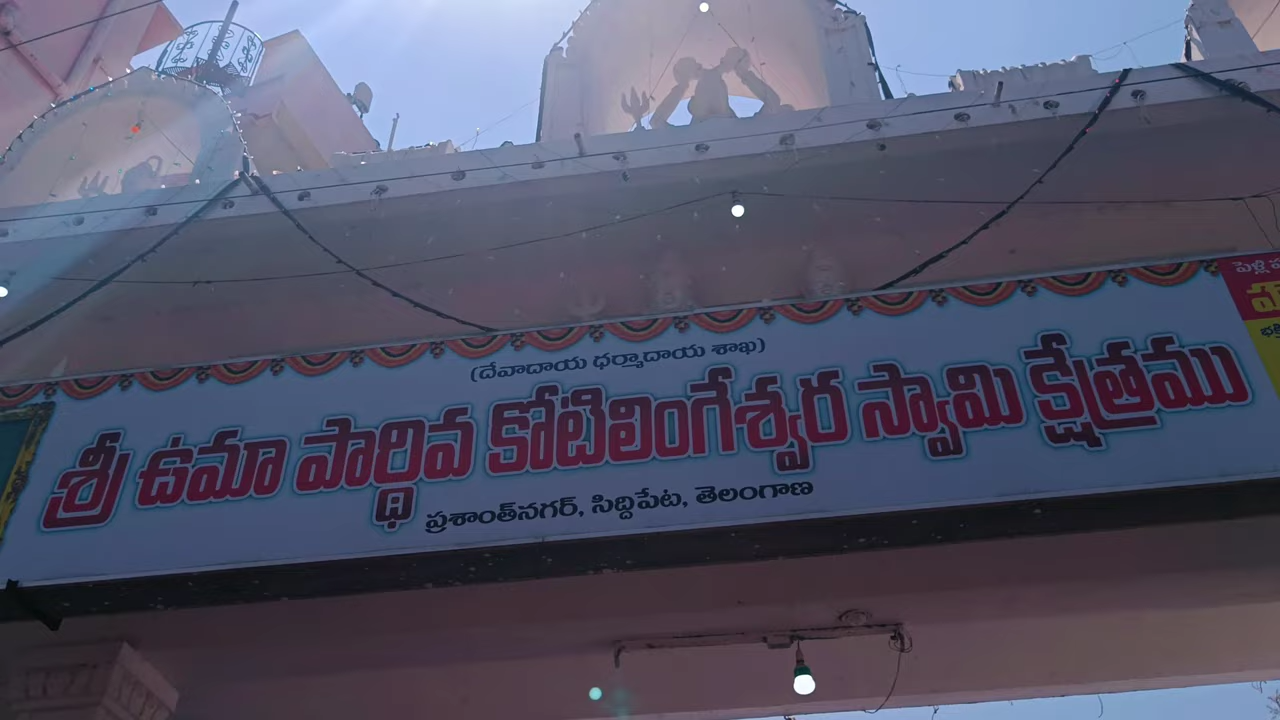 (దేవాదాయ ధర్మాదాయ శాఖ)
శ్రీ ఉమా పార్థివ కోటిలింగేశ్వర స్వామి క్షేత్రము
ప్రశాంత్‌నగర్, సిద్దిపేట, తెలంగాణ
పెళ్లి